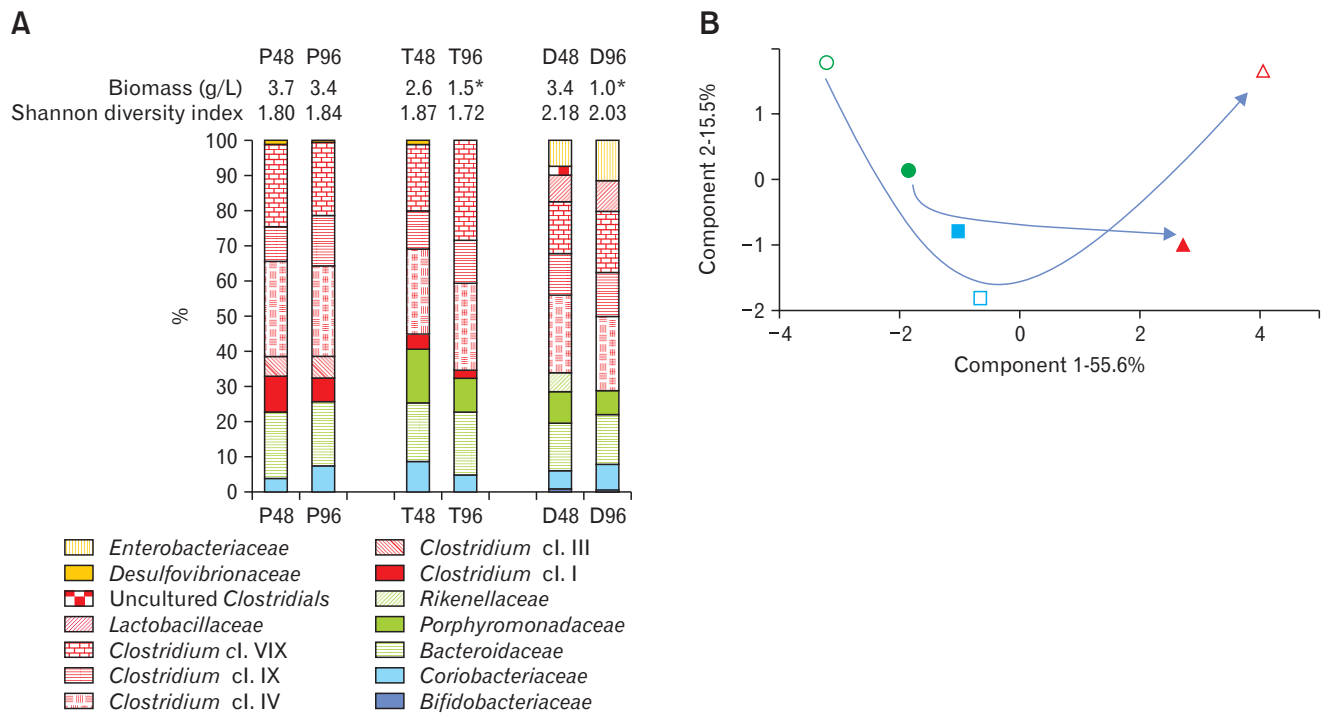 A
P48 P96 T48 T96 D48 D96
Biomass (g/L) 3.7 3.4 2.6 1.5* 3.4 1.0*
Shannon diversity index 1.80 1.84 1.87 1.72 2.18 2.03
100
90
80
70
60
50
40
30
20
10
0
%
P48 P96 T48 T96 D48 D96
Enterobacteriaceae
Desulfovibrionaceae
Uncultured Clostridials
Lactobacillaceae
Clostridium cl. VIX
Clostridium cl. IX
Clostridium cl. IV
Clostridium cl. III
Clostridium cl. I
Rikenellaceae
Porphyromonadaceae
Bacteroidaceae
Coriobacteriaceae
Bifidobacteriaceae
B
Component 2-15.5%
1
0
−1
−2
−4 −2 0 2 4
Component 1-55.6%